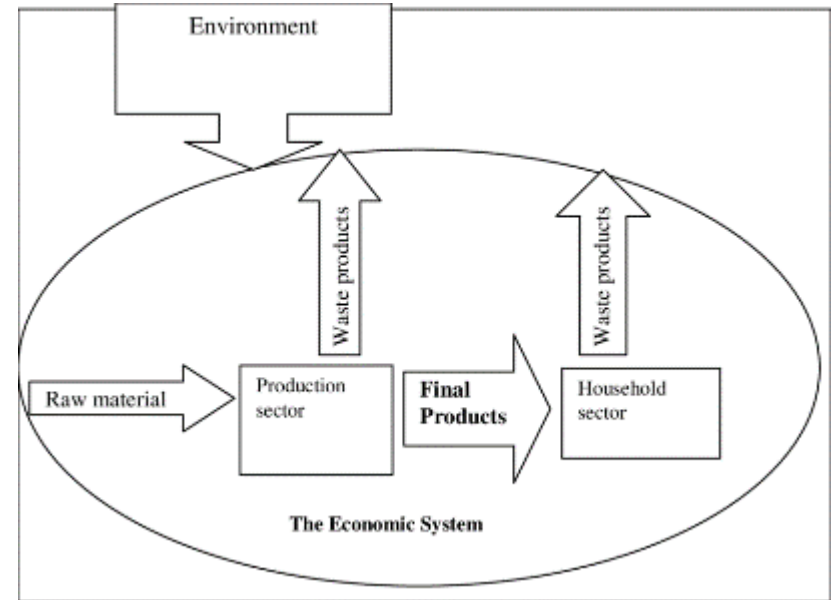 Environment
Waste products
Waste products
Raw material
Production
sector
Final
Products
Household
sector
The Economic System